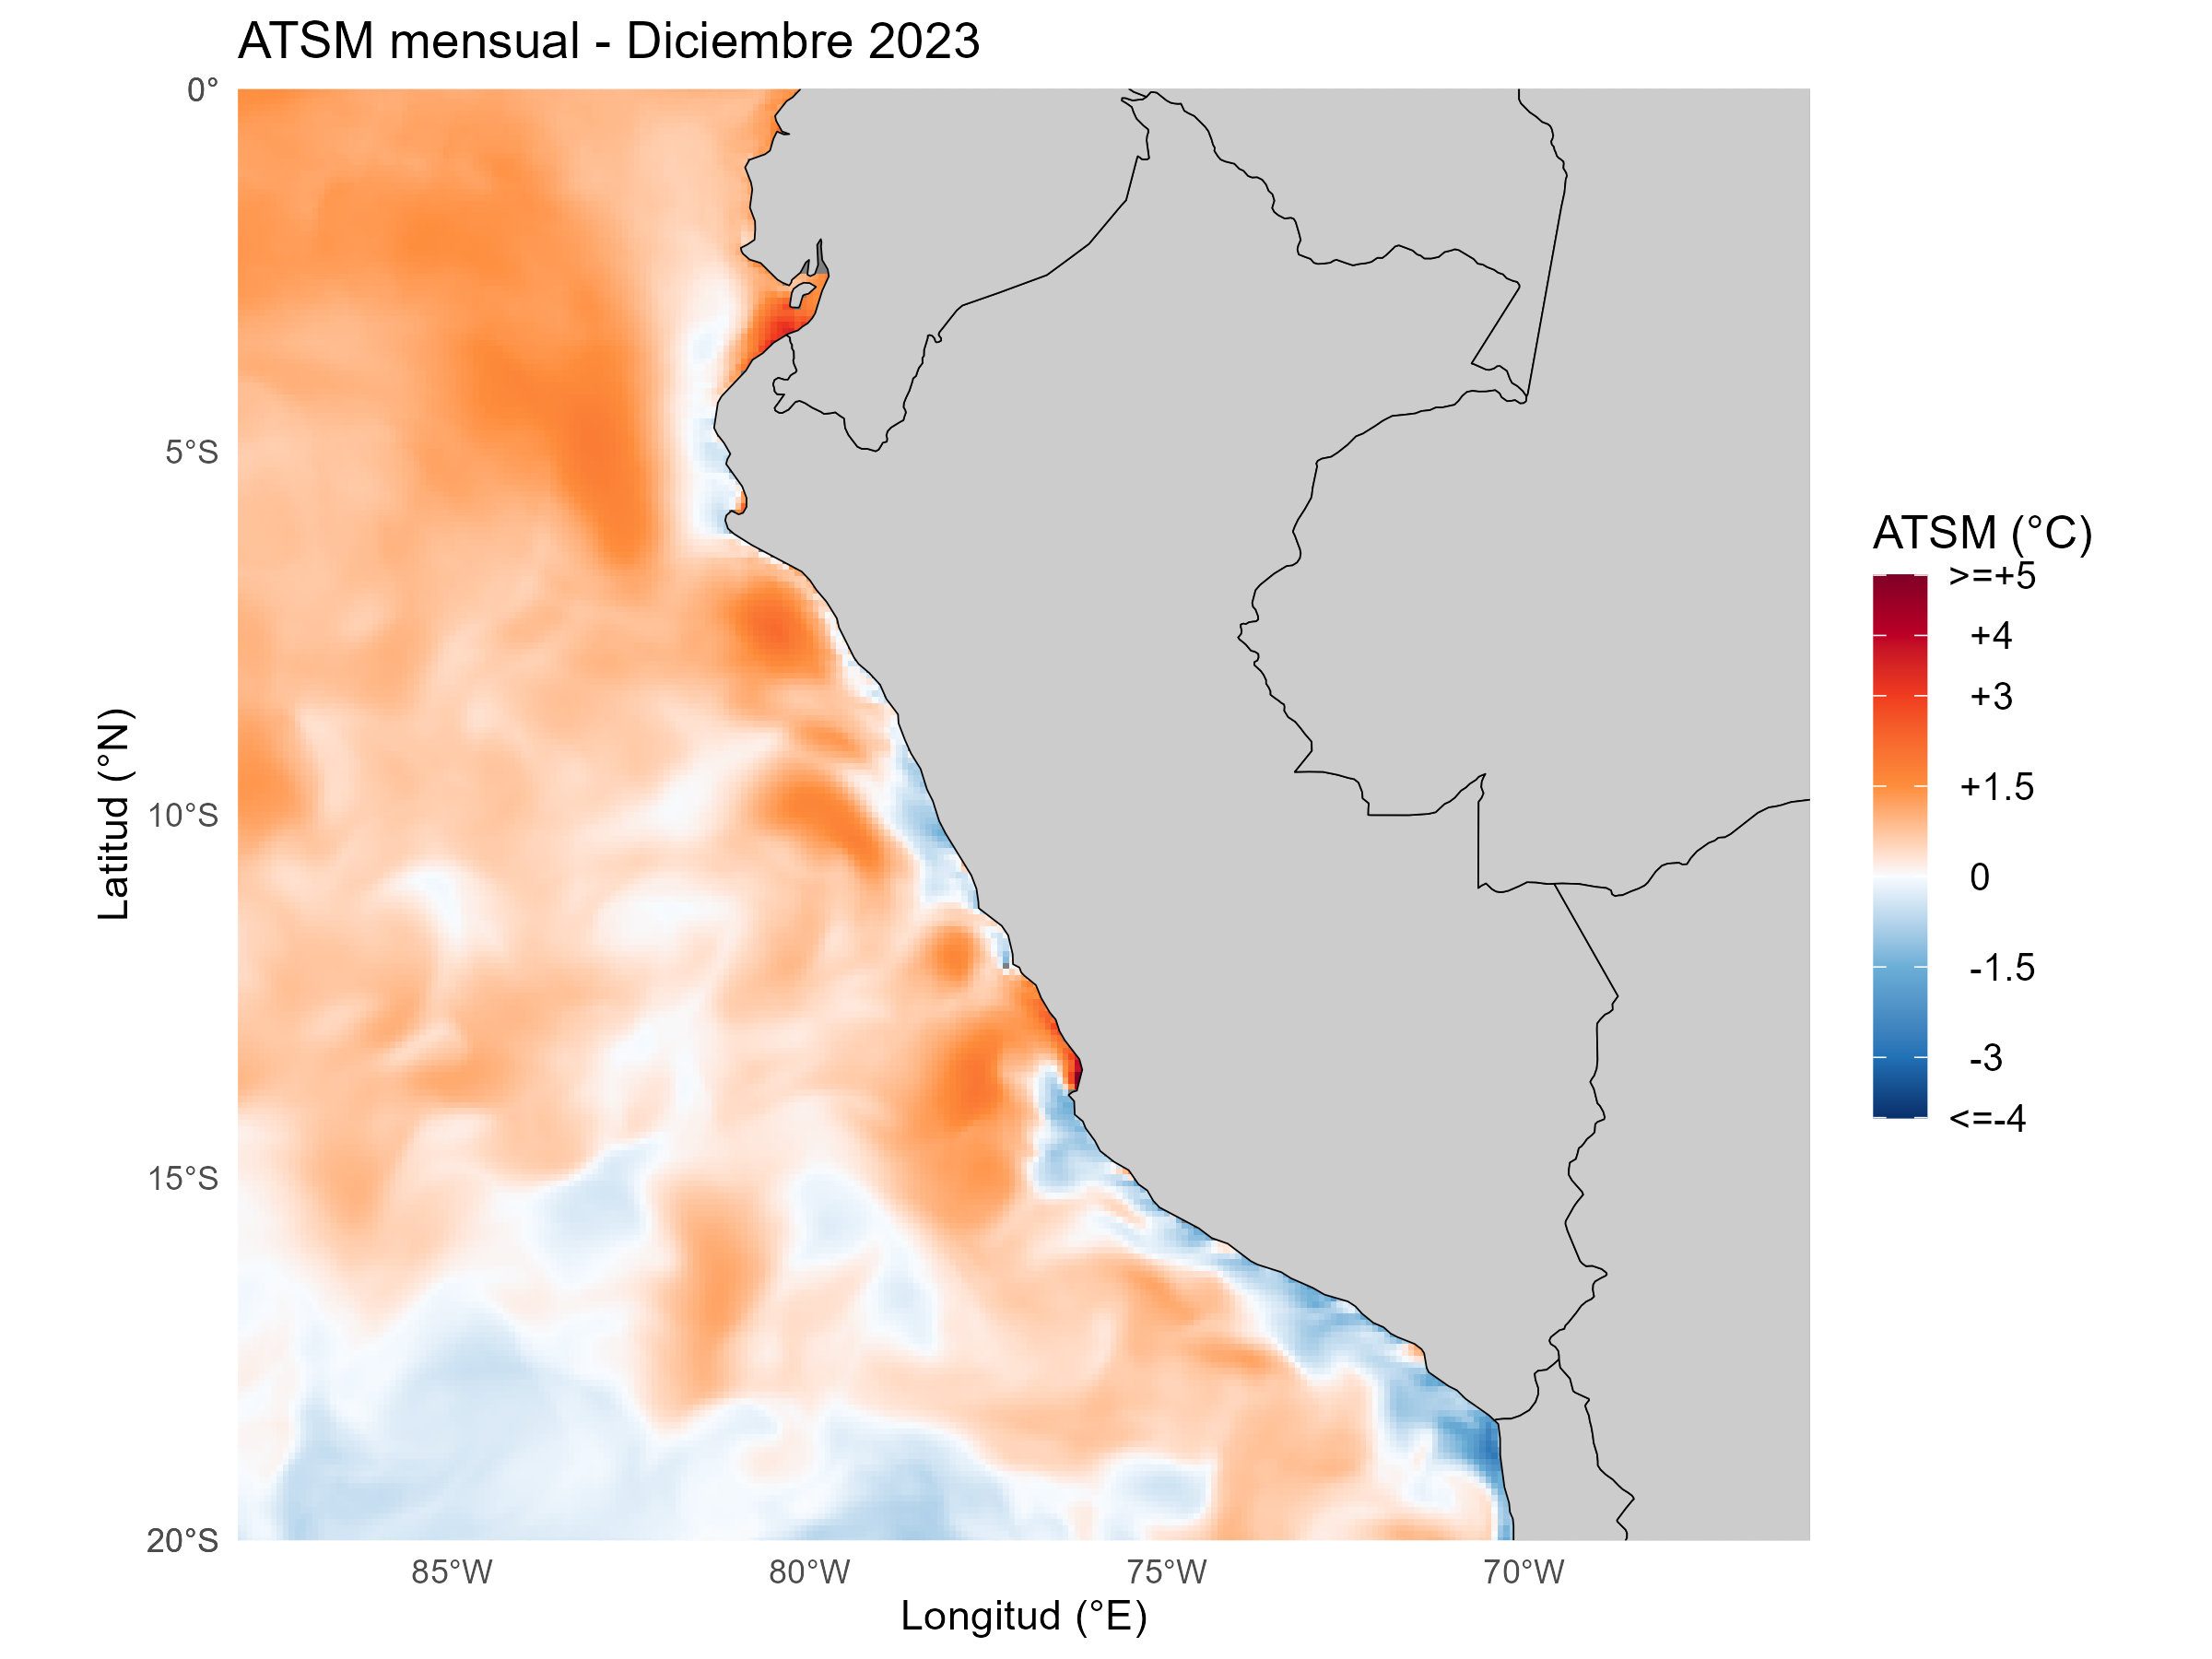 ATSM mensual - Diciembre 2023
0°
5°S
10°S
15°S
20°S
Latitud (°N)
85°W
80°W
75°W
70°W
Longitud (°E)
ATSM (°C)
>=+5
+4
+3
+1.5
0
-1.5
-3
<=-4